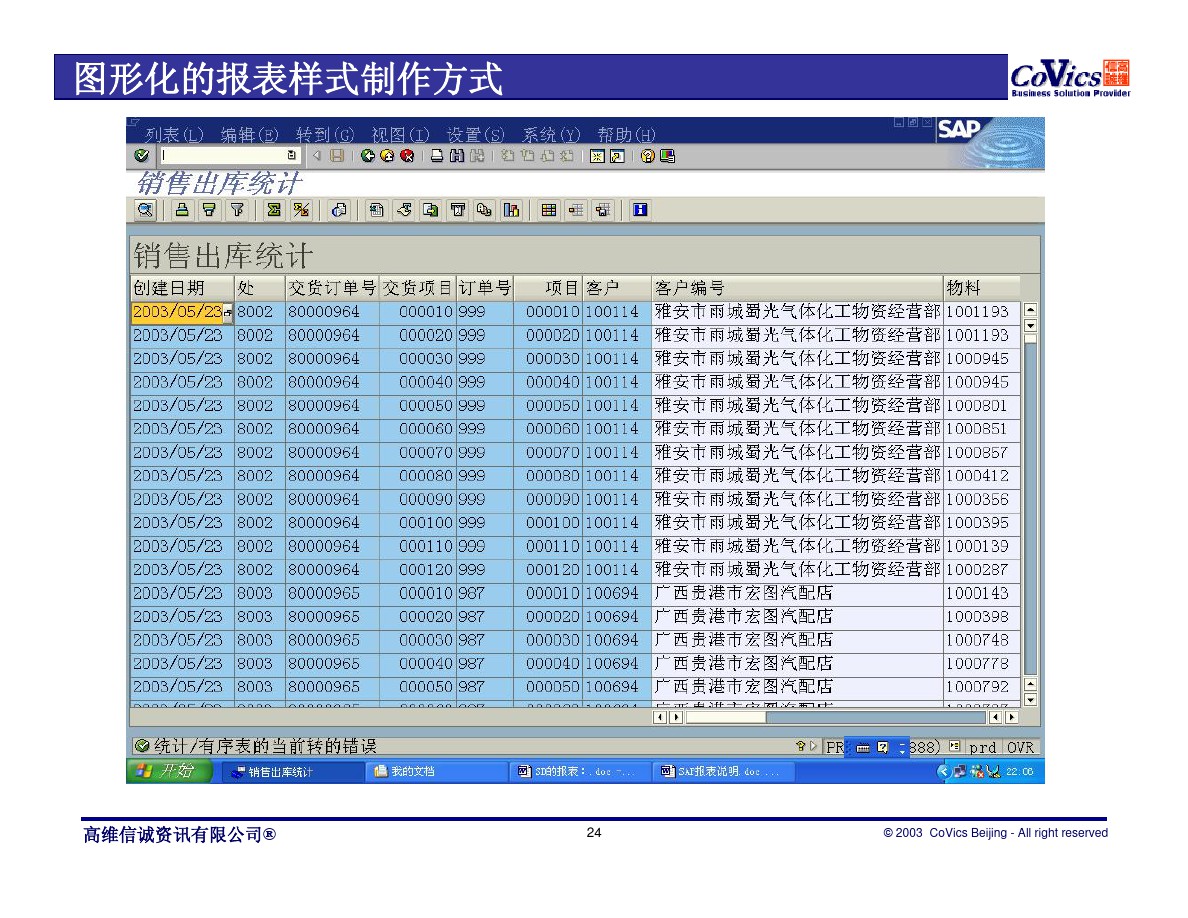 图形化的报表样式制作方式
CoVics 高维信诚
Business Solution Provider
列表(L) 编辑(E) 转到(G) 视图(I) 设置(S) 系统(Y) 帮助(H)
SAP
销售出库统计
销售出库统计
创建日期 处 交货订单号 交货项目 订单号 项目 客户 客户编号 物料
2003/05/23 8002 80000964 000010 999 000010 100114 雅安市雨城蜀光气体化工物资经营部 1001193
2003/05/23 8002 80000964 000020 999 000020 100114 雅安市雨城蜀光气体化工物资经营部 1001193
2003/05/23 8002 80000964 000030 999 000030 100114 雅安市雨城蜀光气体化工物资经营部 1000945
2003/05/23 8002 80000964 000040 999 000040 100114 雅安市雨城蜀光气体化工物资经营部 1000945
2003/05/23 8002 80000964 000050 999 000050 100114 雅安市雨城蜀光气体化工物资经营部 1000801
2003/05/23 8002 80000964 000060 999 000060 100114 雅安市雨城蜀光气体化工物资经营部 1000851
2003/05/23 8002 80000964 000070 999 000070 100114 雅安市雨城蜀光气体化工物资经营部 1000857
2003/05/23 8002 80000964 000080 999 000080 100114 雅安市雨城蜀光气体化工物资经营部 1000412
2003/05/23 8002 80000964 000090 999 000090 100114 雅安市雨城蜀光气体化工物资经营部 1000356
2003/05/23 8002 80000964 000100 999 000100 100114 雅安市雨城蜀光气体化工物资经营部 1000395
2003/05/23 8002 80000964 000110 999 000110 100114 雅安市雨城蜀光气体化工物资经营部 1000139
2003/05/23 8002 80000964 000120 999 000120 100114 雅安市雨城蜀光气体化工物资经营部 1000287
2003/05/23 8003 80000965 000010 987 000010 100694 广西贵港市宏图汽配店 1000143
2003/05/23 8003 80000965 000020 987 000020 100694 广西贵港市宏图汽配店 1000398
2003/05/23 8003 80000965 000030 987 000030 100694 广西贵港市宏图汽配店 1000748
2003/05/23 8003 80000965 000040 987 000040 100694 广西贵港市宏图汽配店 1000778
2003/05/23 8003 80000965 000050 987 000050 100694 广西贵港市宏图汽配店 1000792
统计/有序表的当前转的错误 PR 888) prd OVR
开始 销售出库统计 我的文档 SD的报表：.doc -... SAP报表说明.doc ... 22:06
高维信诚资讯有限公司® 24 © 2003 CoVics Beijing - All right reserved